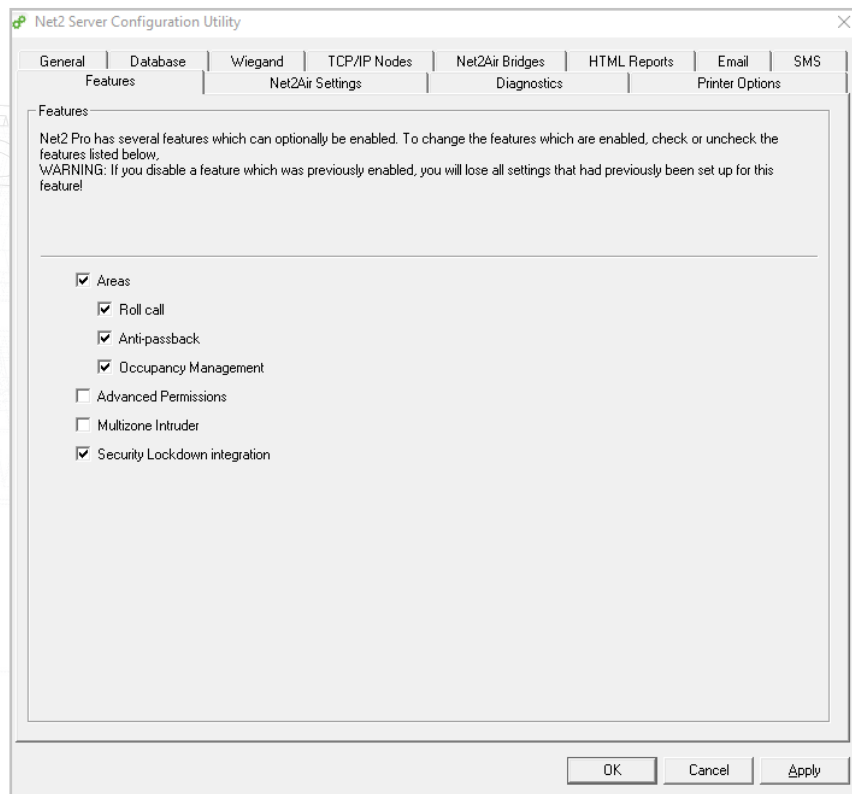 Net2 Server Configuration Utility
General Database Wiegand TCP/IP Nodes Net2Air Bridges HTML Reports Email SMS
Features Net2Air Settings Diagnostics Printer Options
Features
Net2 Pro has several features which can optionally be enabled. To change the features which are enabled, check or uncheck the
features listed below,
WARNING: If you disable a feature which was previously enabled, you will lose all settings that had previously been set up for this
feature!
Areas
Roll call
Anti-passback
Occupancy Management
Advanced Permissions
Multizone Intruder
Security Lockdown integration
OK Cancel Apply